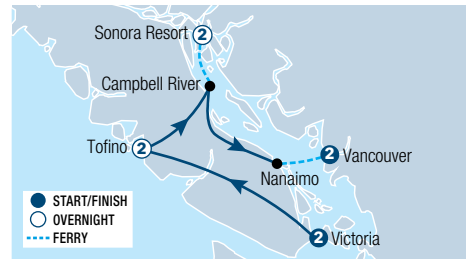 Sonora Resort 2
Campbell River
Tofino 2
2 Vancouver
Nanaimo
START/FINISH
OVERNIGHT
FERRY
2 Victoria